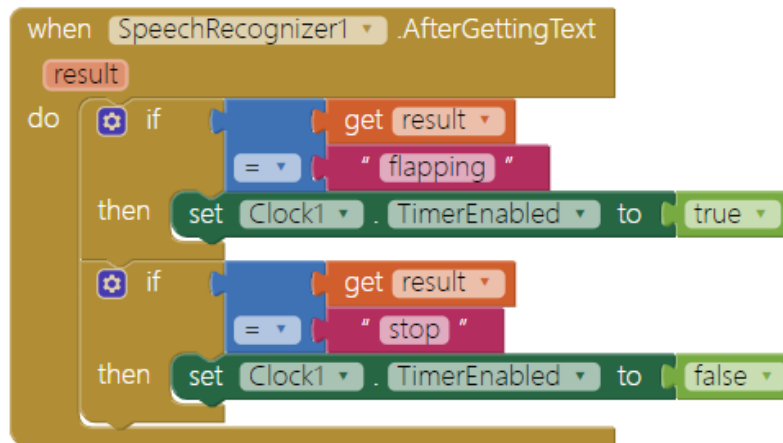 when SpeechRecognizer1 .AfterGettingText
result
do if get result
= " flapping "
then set Clock1 . TimerEnabled to true
if get result
= " stop "
then set Clock1 . TimerEnabled to false